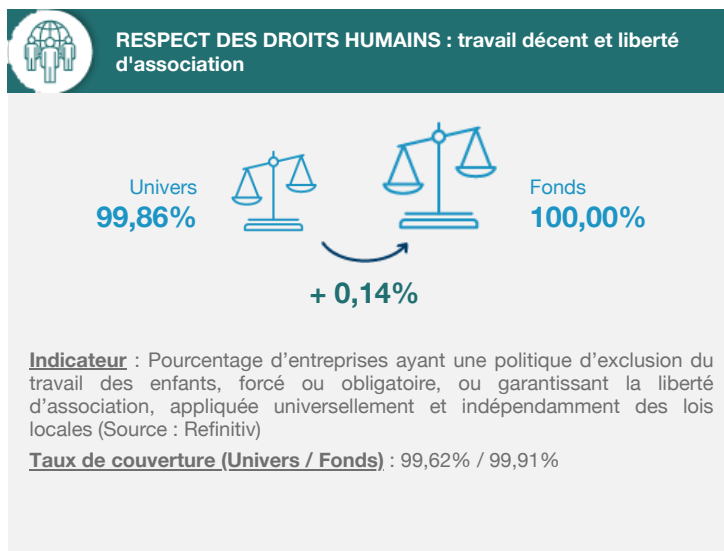 RESPECT DES DROITS HUMAINS : travail décent et liberté
d'association
Univers
99,86%
Fonds
100,00%
+ 0,14%
Indicateur : Pourcentage d’entreprises ayant une politique d’exclusion du
travail des enfants, forcé ou obligatoire, ou garantissant la liberté
d’association, appliquée universellement et indépendamment des lois
locales (Source : Refinitiv)
Taux de couverture (Univers / Fonds) : 99,62% / 99,91%